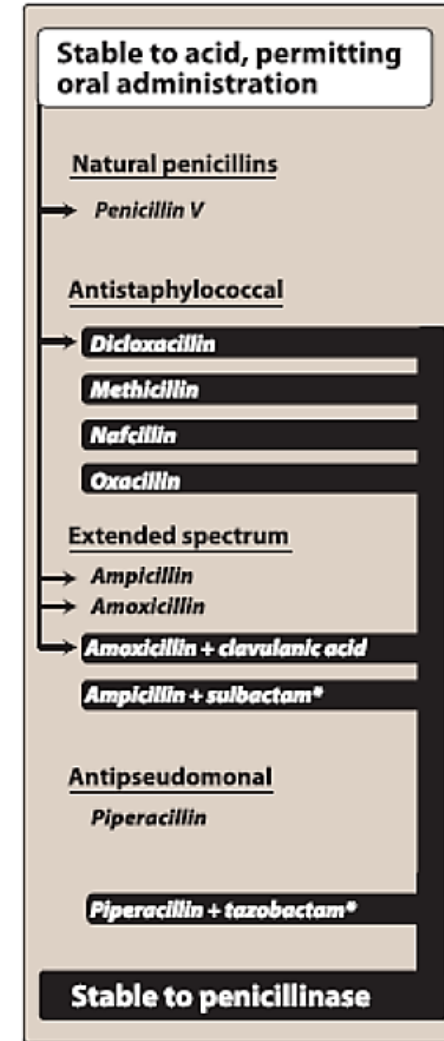 Stable to acid, permitting
oral administration
Natural penicillins
Penicillin V
Antistaphylococcal
Dicloxacillin
Methicillin
Nafcillin
Oxacillin
Extended spectrum
Ampicillin
Amoxicillin
Amoxicillin + clavulanic acid
Ampicillin + sulbactam*
Antipseudomonal
Piperacillin
Piperacillin + tazobactam*
Stable to penicillinase